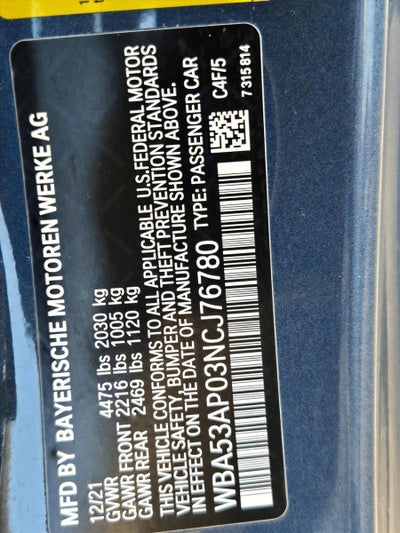 MFD BY BAYERISCHE MOTOREN WERKE AG
12/21
GVWR 4475 lbs 2030 kg
GAWR FRONT 2216 lbs 1005 kg
GAWR REAR 2469 lbs 1120 kg
THIS VEHICLE CONFORMS TO ALL APPLICABLE U.S.FEDERAL MOTOR
VEHICLE SAFETY, BUMPER AND THEFT PREVENTION STANDARDS
IN EFFECT ON THE DATE OF MANUFACTURE SHOWN ABOVE.
WBA53AP03NCJ76780 TYPE: PASSENGER CAR
C4F/5
7315814